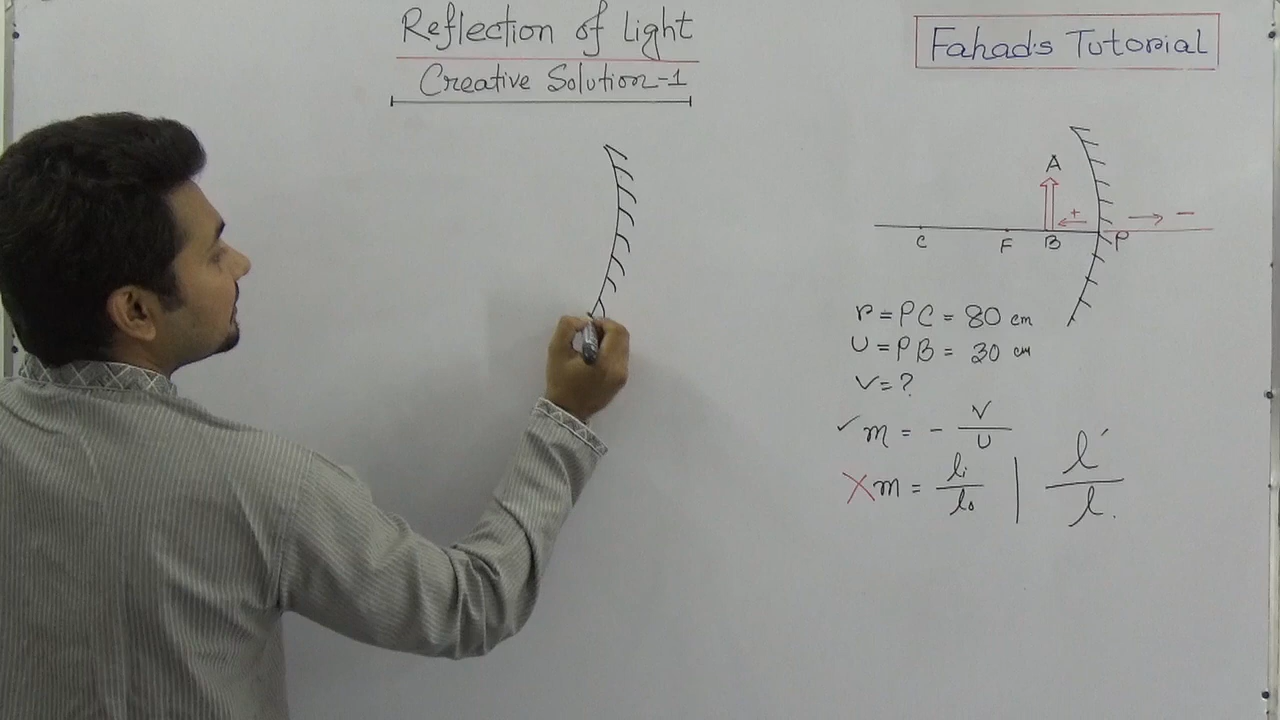 Reflection of Light
Creative Solution-1
Fahad's Tutorial
A
+ → −
C F B P
r = PC = 80 cm
U = PB = 30 cm
V = ?
✓ m = - V/U
X m = li/lo | l′/l.